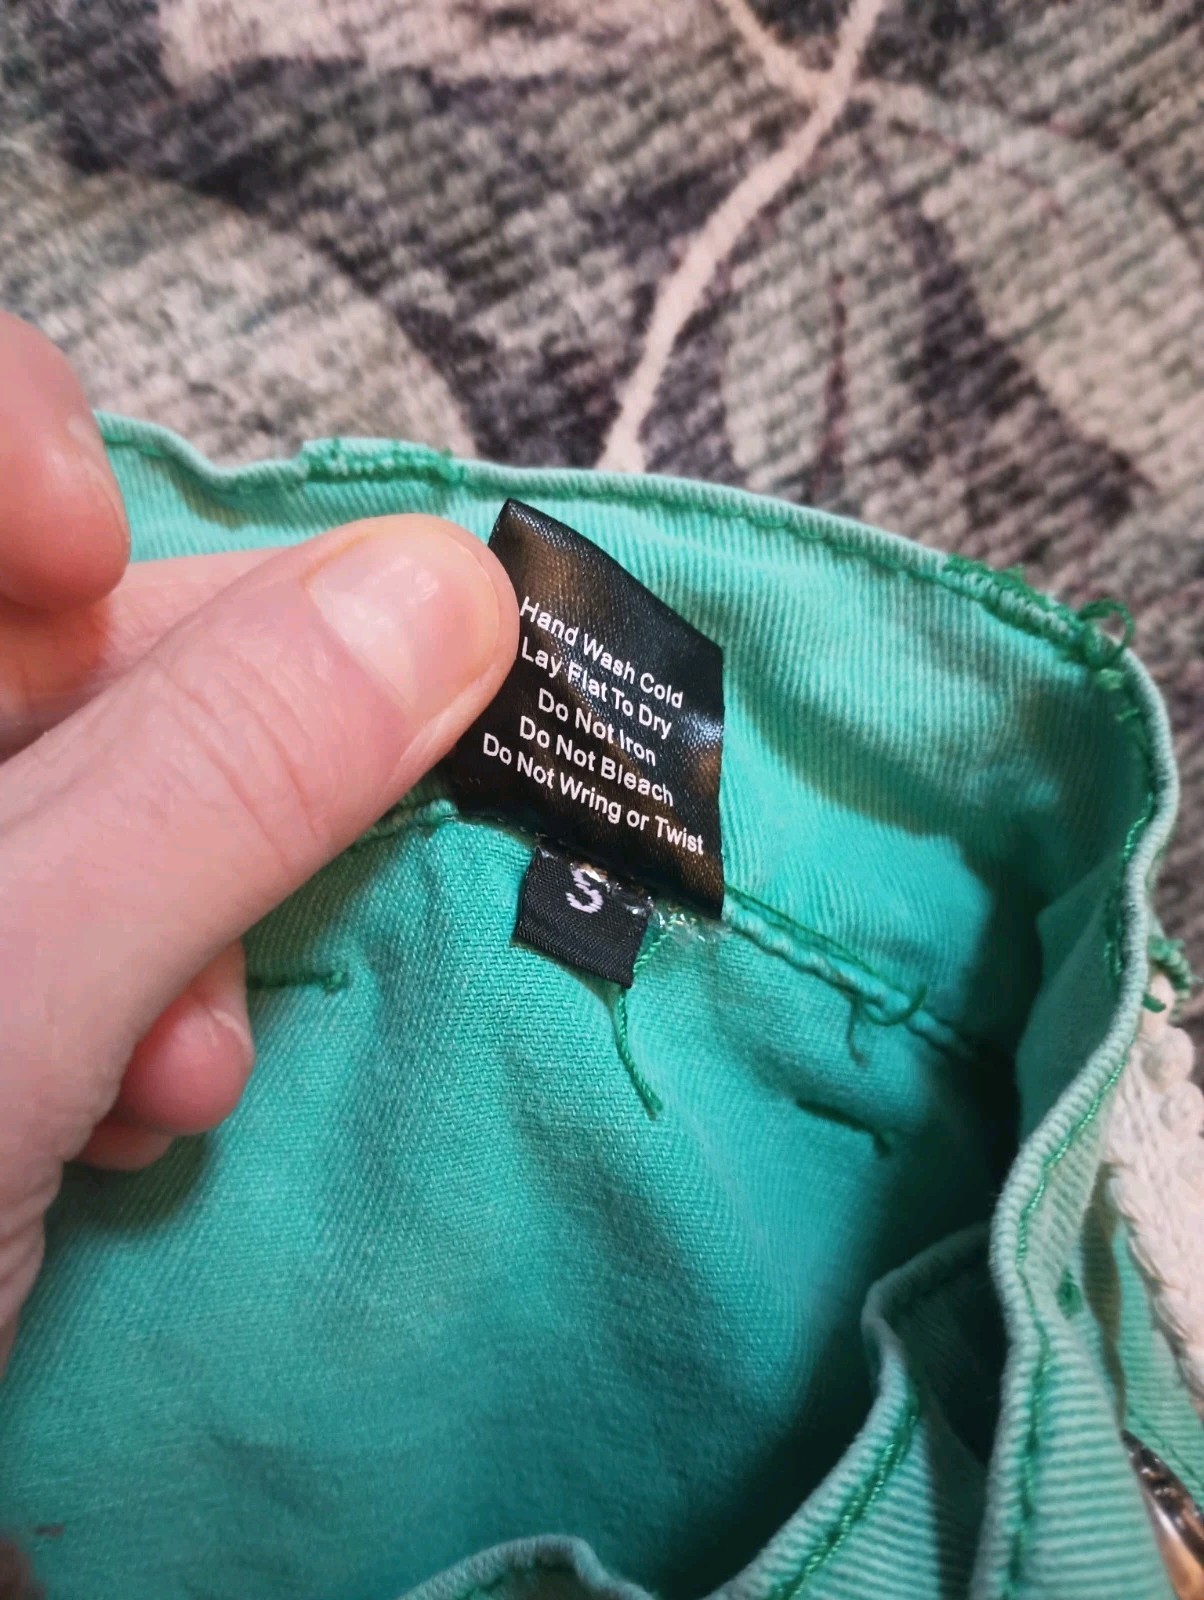 Hand Wash Cold
Lay Flat To Dry
Do Not Iron
Do Not Bleach
Do Not Wring or Twist
S